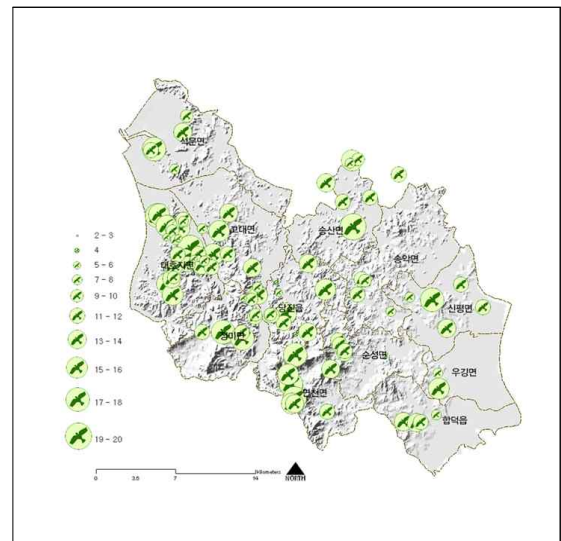 석문면
고대면
송산면
송악면
대호지면
당진읍
신평면
정미면
순성면
우강면
면천면
합덕읍
2 - 3
4
5 - 6
7 - 8
9 - 10
11 - 12
13 - 14
15 - 16
17 - 18
19 - 20
Kilometers
0 3.5 7 14
NORTH